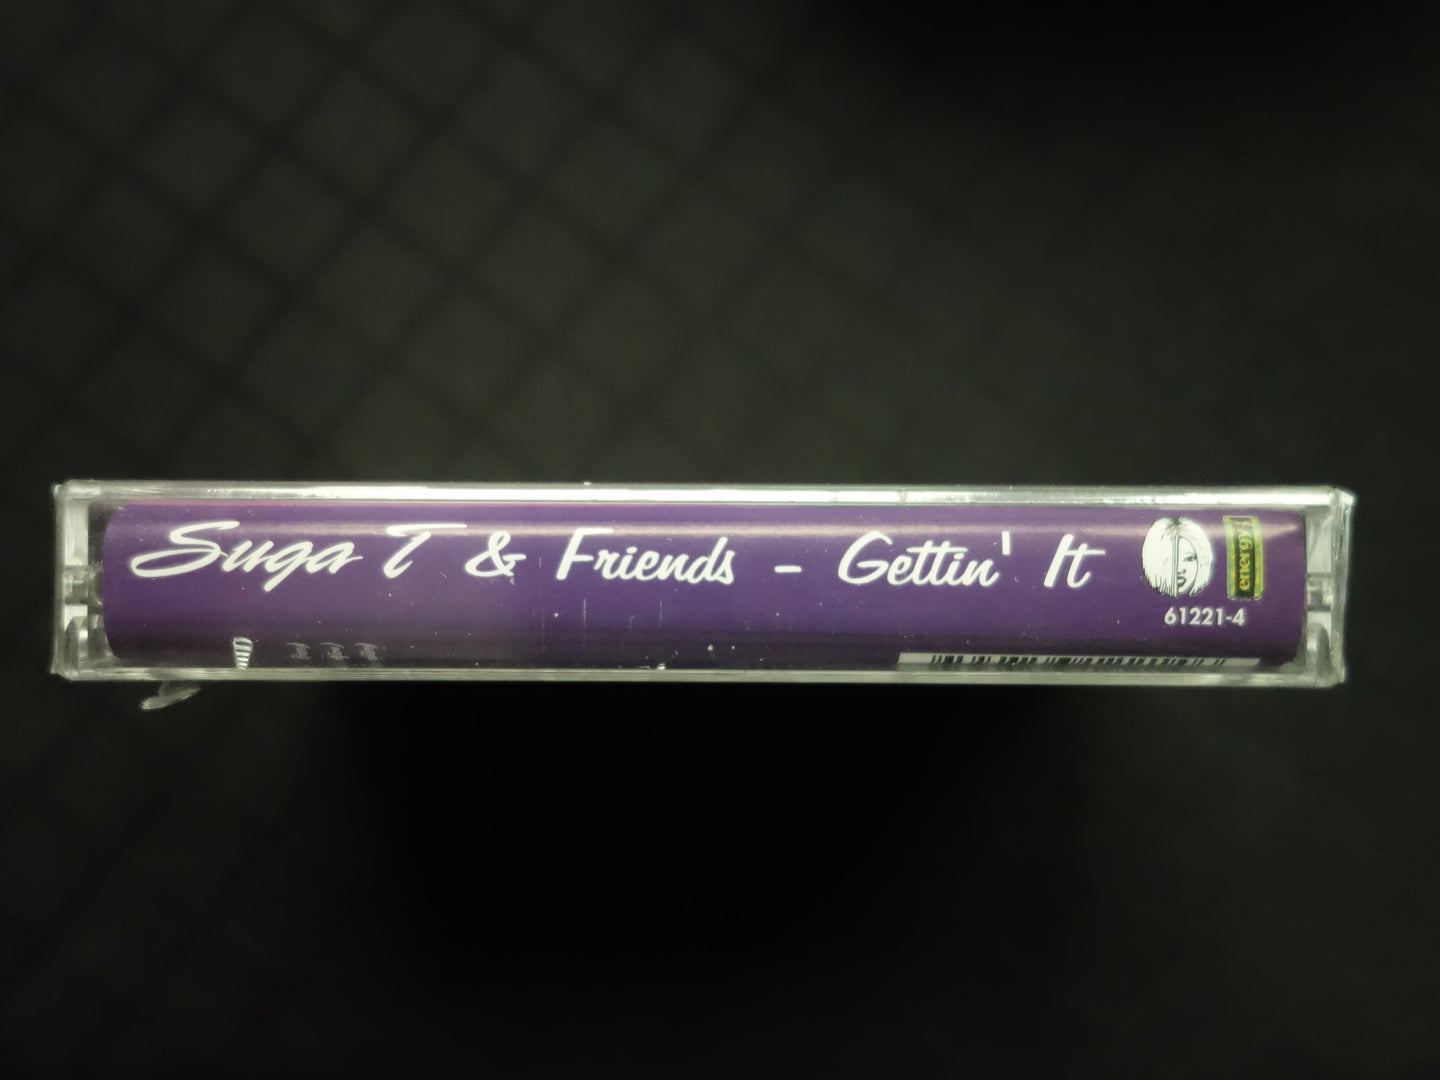 Suga T & Friends - Gettin' It
energy
61221-4